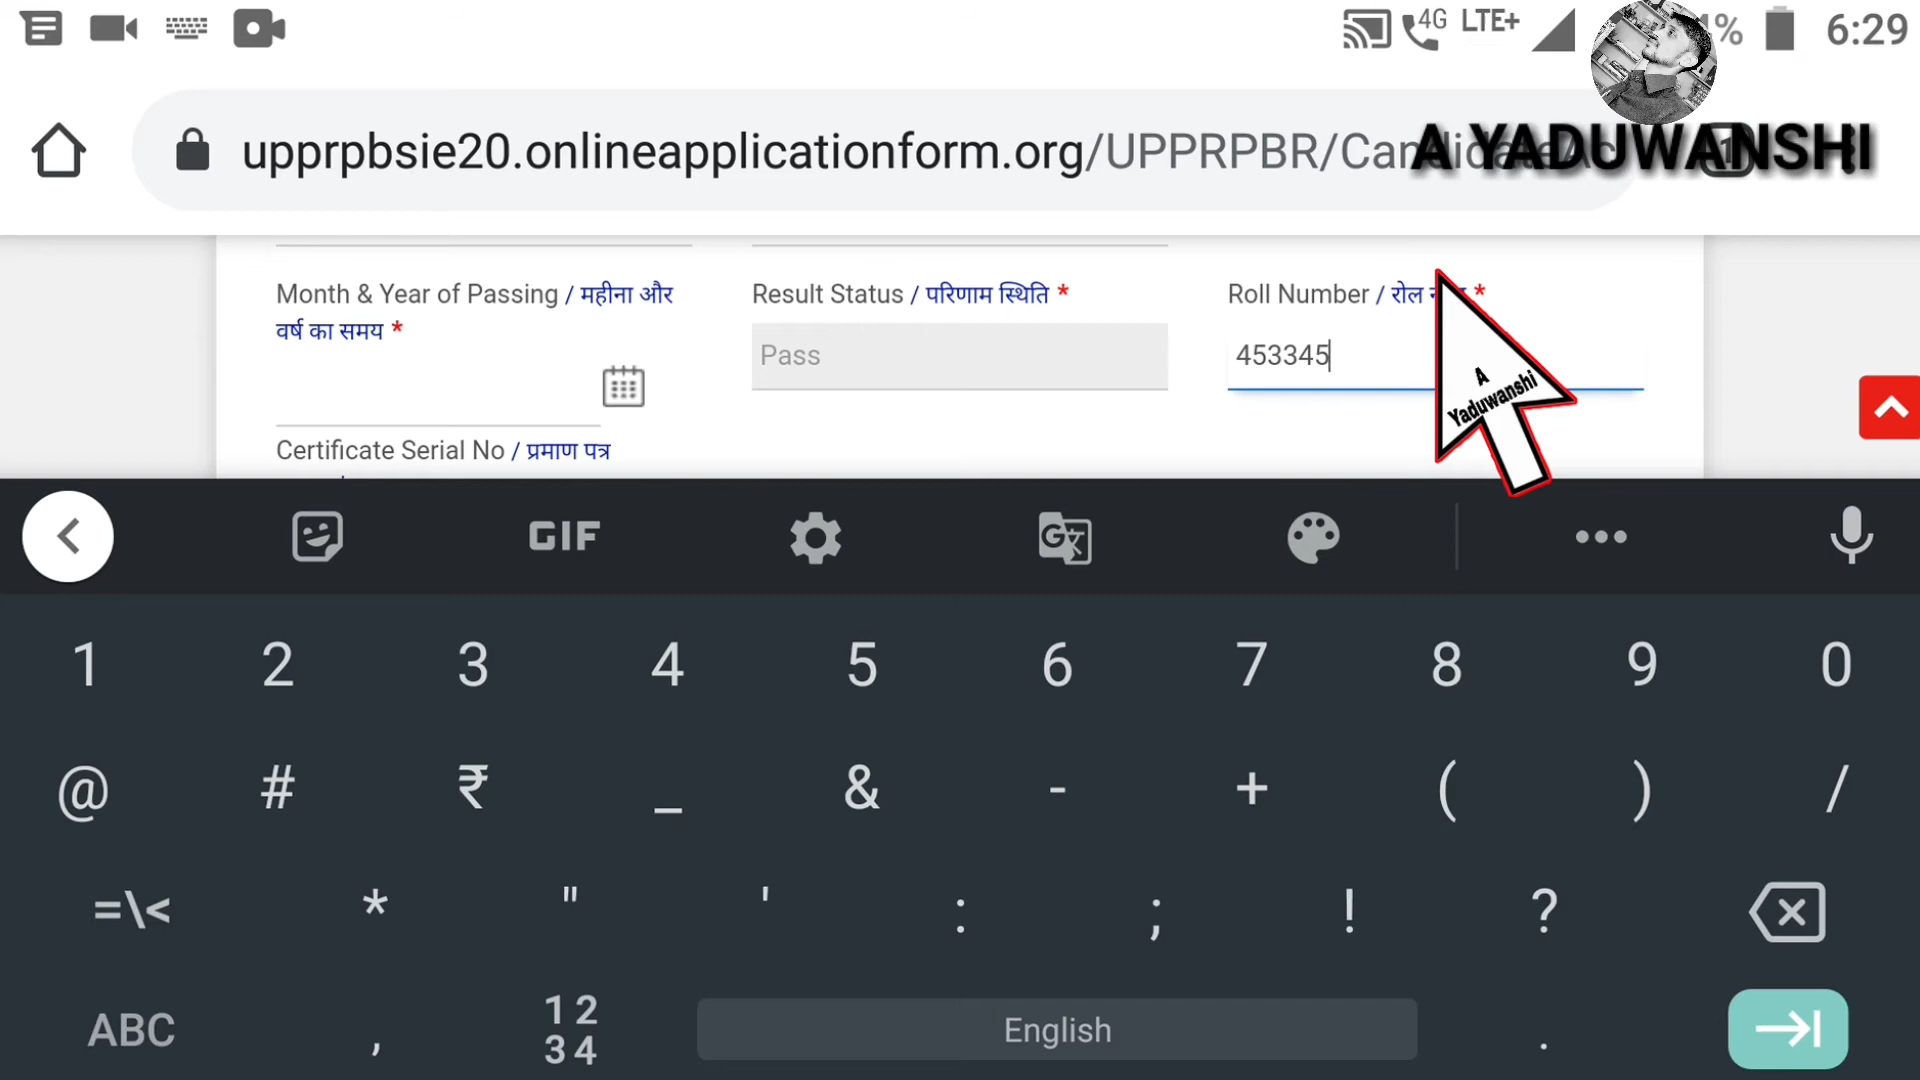 4G LTE+ % 6:29
upprpbsie20.onlineapplicationform.org/UPPRPBR/Can
A YADUWANSHI
Month & Year of Passing / महीना और
वर्ष का समय *
Result Status / परिणाम स्थिति *
Roll Number / रोल *
Pass
453345
A
Yaduwanshi
Certificate Serial No / प्रमाण पत्र
GIF
1 2 3 4 5 6 7 8 9 0
@ # ₹ _ & - + ( ) /
=\< * " ' : ; ! ?
ABC , 12 English .
34